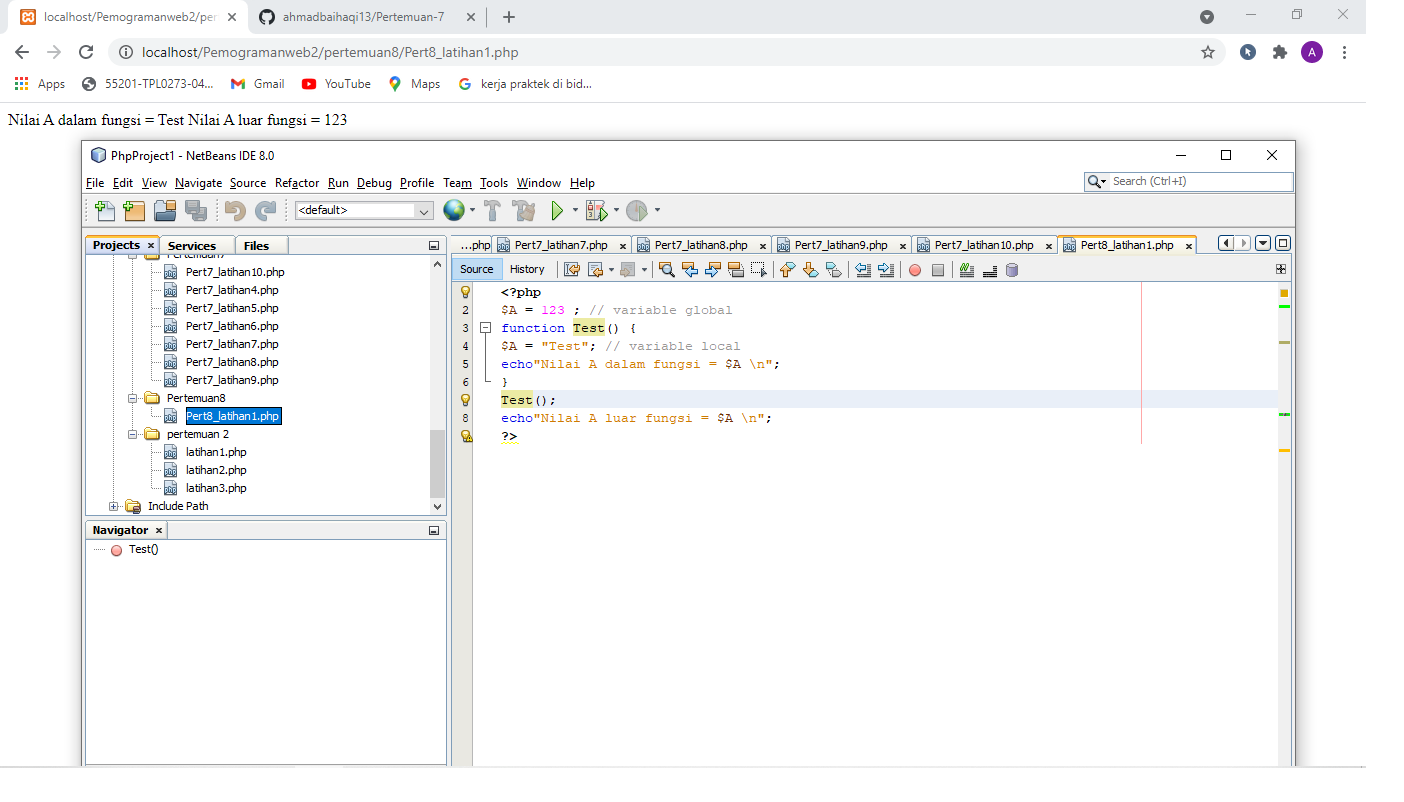 localhost/Pemogramanweb2/per
ahmadbaihaqi13/Pertemuan-7
localhost/Pemogramanweb2/pertemuan8/Pert8_latihan1.php
A
Apps 55201-TPL0273-04... Gmail YouTube Maps kerja praktek di bid...
Nilai A dalam fungsi = Test Nilai A luar fungsi = 123
PhpProject1 - NetBeans IDE 8.0
File Edit View Navigate Source Refactor Run Debug Profile Team Tools Window Help
Search (Ctrl+I)
<default>
Projects Services Files
Pertemuan7
Pert7_latihan10.php
Pert7_latihan4.php
Pert7_latihan5.php
Pert7_latihan6.php
Pert7_latihan7.php
Pert7_latihan8.php
Pert7_latihan9.php
Pertemuan8
Pert8_latihan1.php
pertemuan 2
latihan1.php
latihan2.php
latihan3.php
Include Path
Navigator
Test()
...php Pert7_latihan7.php Pert7_latihan8.php Pert7_latihan9.php Pert7_latihan10.php Pert8_latihan1.php
Source History
<?php
2 $A = 123 ; // variable global
3 function Test() {
4 $A = "Test"; // variable local
5 echo"Nilai A dalam fungsi = $A \n";
6 }
Test();
8 echo"Nilai A luar fungsi = $A \n";
?>